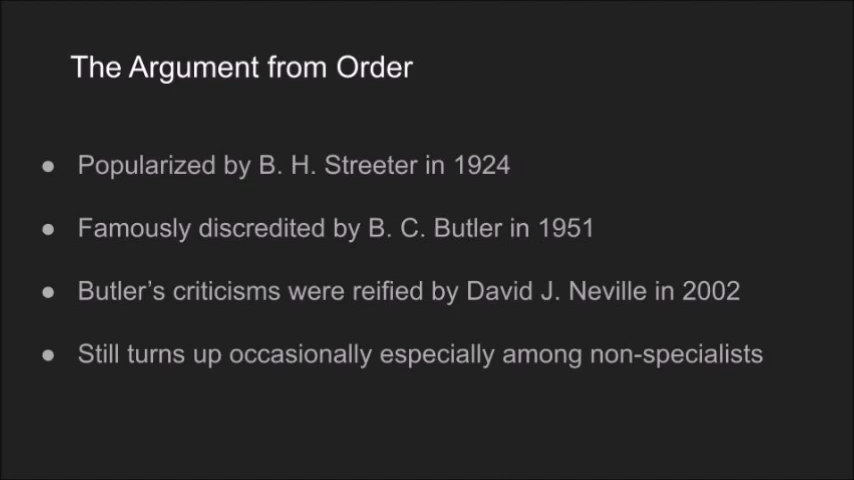 The Argument from Order
● Popularized by B. H. Streeter in 1924
● Famously discredited by B. C. Butler in 1951
● Butler’s criticisms were reified by David J. Neville in 2002
● Still turns up occasionally especially among non-specialists